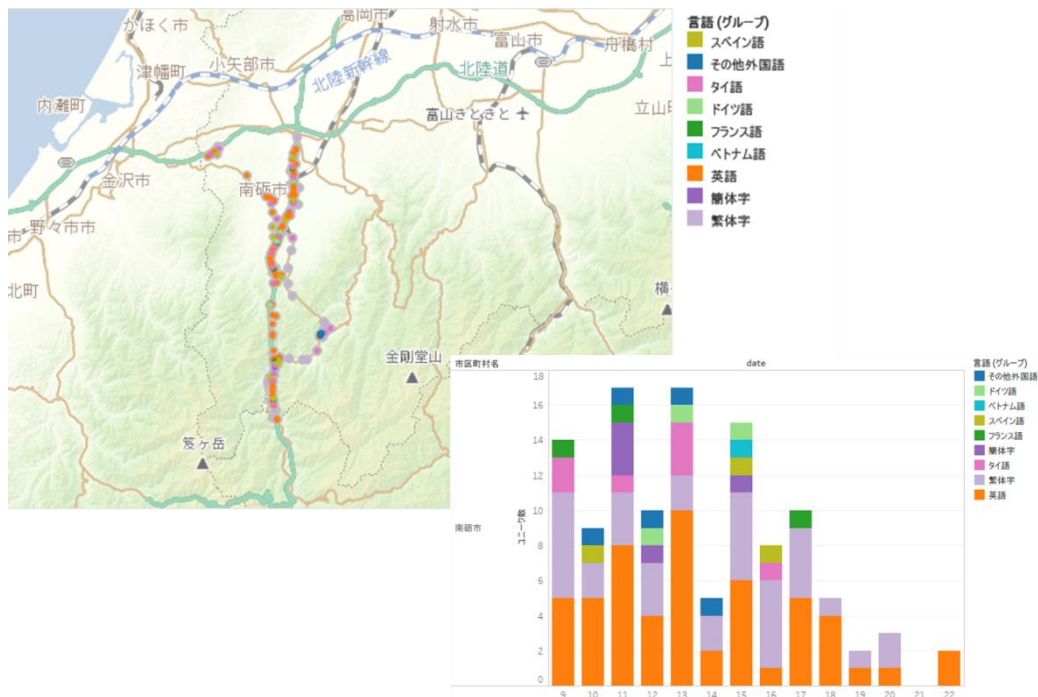 かほく市
高岡市
射水市
富山市
舟橋村
上
津幡町
小矢部市
北陸新幹線
北陸道
内灘町
富山きときと
立山町
金沢市
南砺市
野々市市
市
北町
横
金剛堂山
笈ヶ岳
言語 (グループ)
スペイン語
その他外国語
タイ語
ドイツ語
フランス語
ベトナム語
英語
簡体字
繁体字
市区町村名
date
南砺市
ユニーク数
18
16
14
12
10
8
6
4
2
0
9 10 11 12 13 14 15 16 17 18 19 20 21 22
言語 (グループ)
その他外国語
ドイツ語
ベトナム語
スペイン語
フランス語
簡体字
タイ語
繁体字
英語